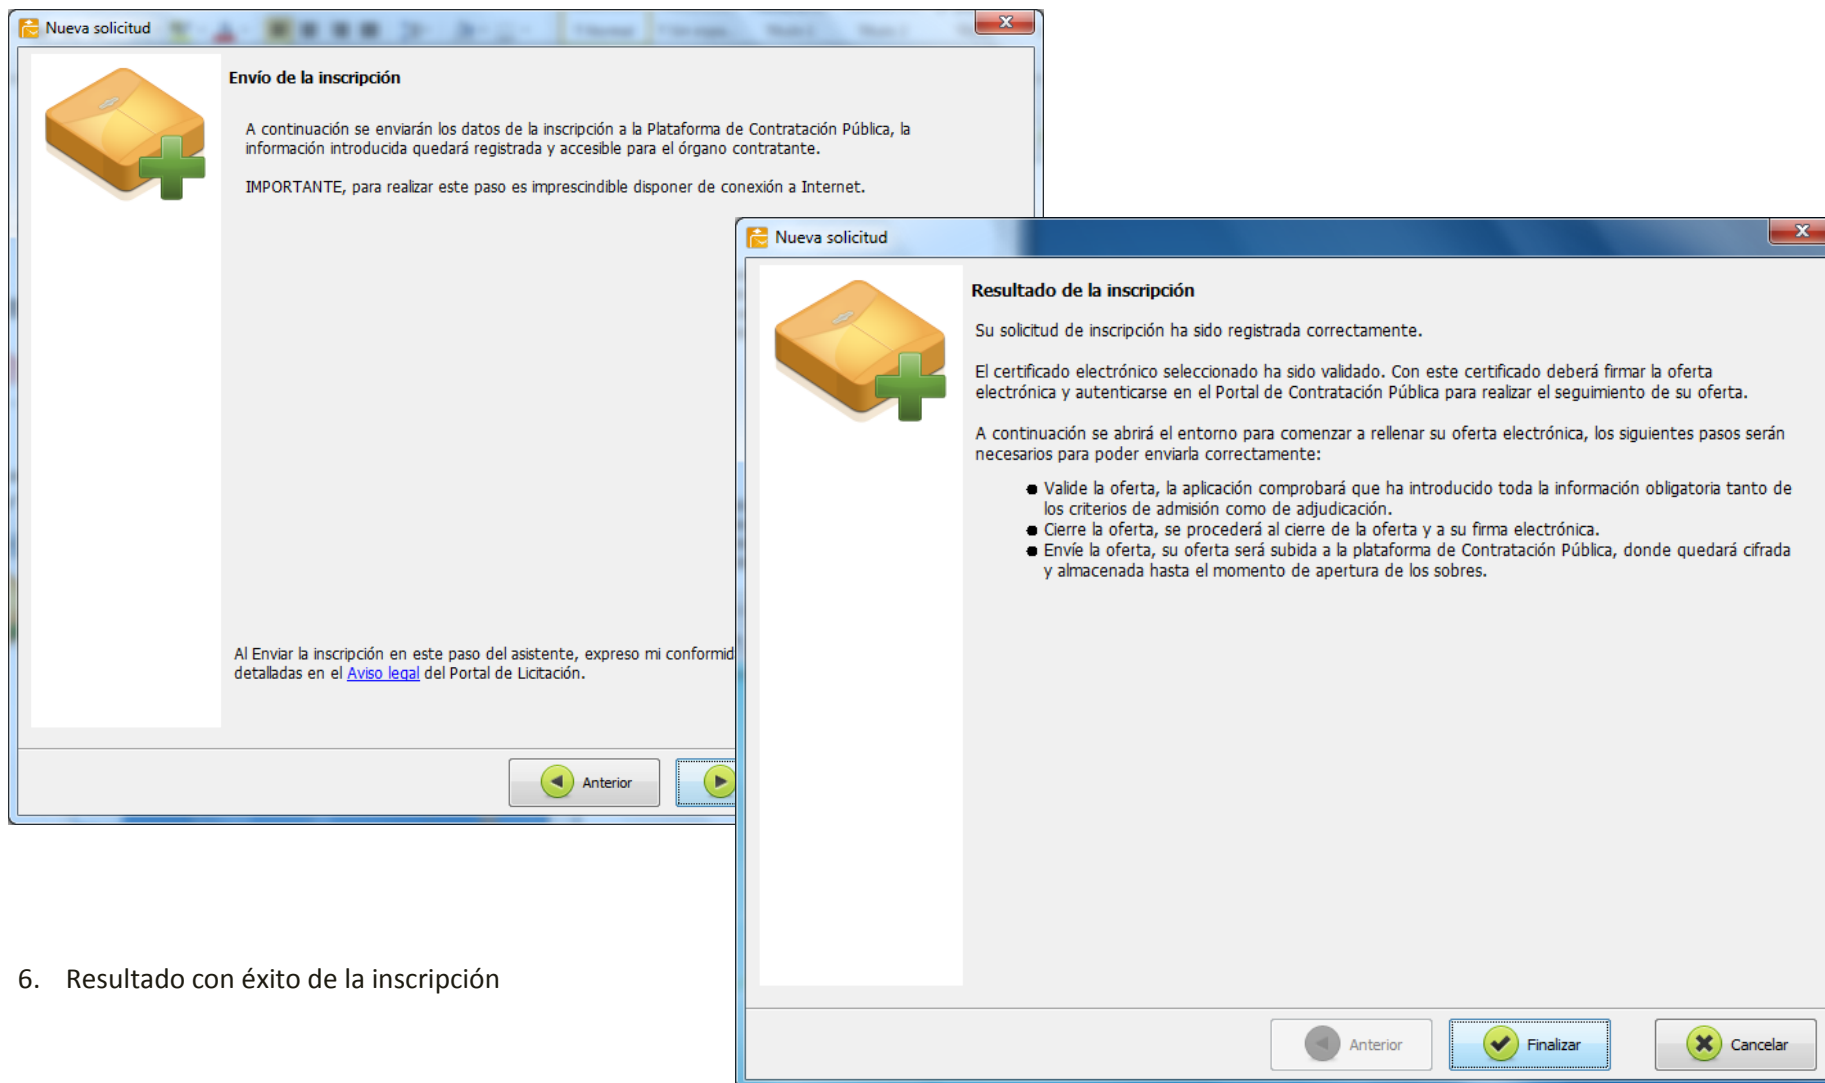 Nueva solicitud
Envío de la inscripción
A continuación se enviarán los datos de la inscripción a la Plataforma de Contratación Pública, la
información introducida quedará registrada y accesible para el órgano contratante.
IMPORTANTE, para realizar este paso es imprescindible disponer de conexión a Internet.
Al Enviar la inscripción en este paso del asistente, expreso mi conformid
detalladas en el Aviso legal del Portal de Licitación.
Anterior
Nueva solicitud
Resultado de la inscripción
Su solicitud de inscripción ha sido registrada correctamente.
El certificado electrónico seleccionado ha sido validado. Con este certificado deberá firmar la oferta
electrónica y autenticarse en el Portal de Contratación Pública para realizar el seguimiento de su oferta.
A continuación se abrirá el entorno para comenzar a rellenar su oferta electrónica, los siguientes pasos serán
necesarios para poder enviarla correctamente:
● Valide la oferta, la aplicación comprobará que ha introducido toda la información obligatoria tanto de
los criterios de admisión como de adjudicación.
● Cierre la oferta, se procederá al cierre de la oferta y a su firma electrónica.
● Envíe la oferta, su oferta será subida a la plataforma de Contratación Pública, donde quedará cifrada
y almacenada hasta el momento de apertura de los sobres.
Anterior
Finalizar
Cancelar
6. Resultado con éxito de la inscripción